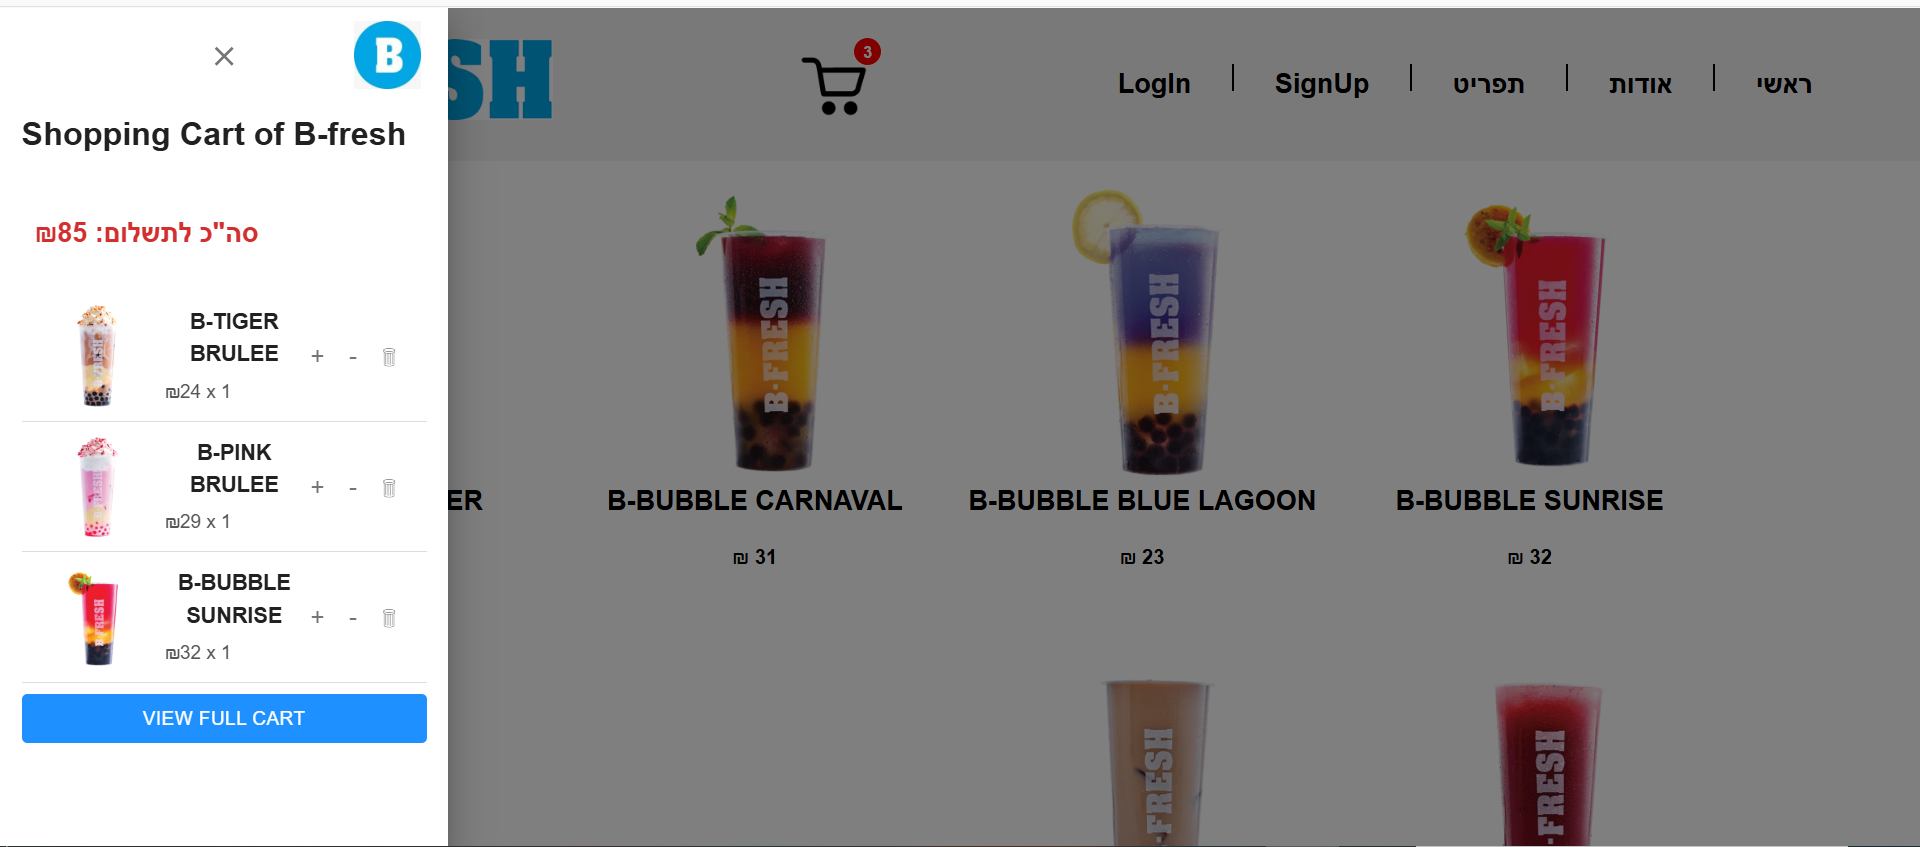 B
Shopping Cart of B-fresh
סה"כ לתשלום: 85₪
B-TIGER
BRULEE
+ -
₪24 x 1
B-PINK
BRULEE
+ -
₪29 x 1
B-BUBBLE
SUNRISE
+ -
₪32 x 1
VIEW FULL CART
SH
3
LogIn
SignUp
תפריט
אודות
ראשי
B·FRESH
B·FRESH
B·FRESH
ER
B-BUBBLE CARNAVAL
B-BUBBLE BLUE LAGOON
B-BUBBLE SUNRISE
₪ 31
₪ 23
₪ 32
·FRESH
·FRESH